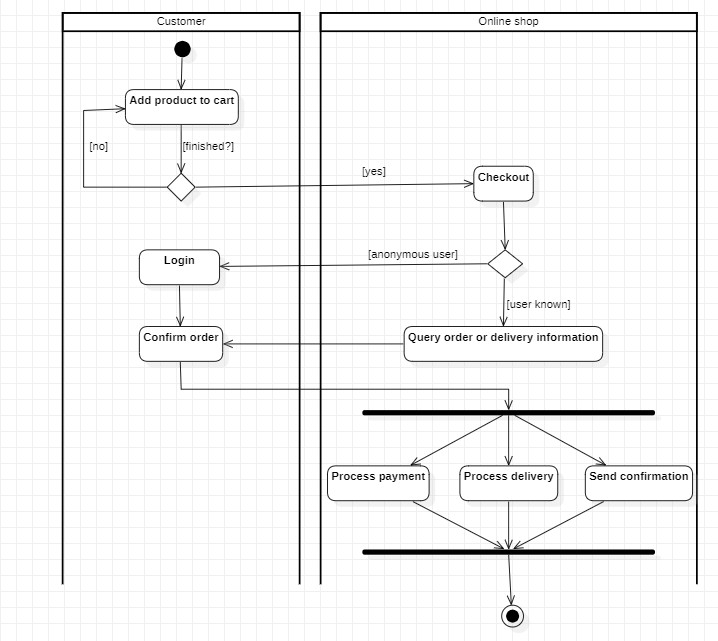 Customer
Online shop
Add product to cart
[no]
[finished?]
[yes]
Checkout
[anonymous user]
Login
[user known]
Confirm order
Query order or delivery information
Process payment
Process delivery
Send confirmation